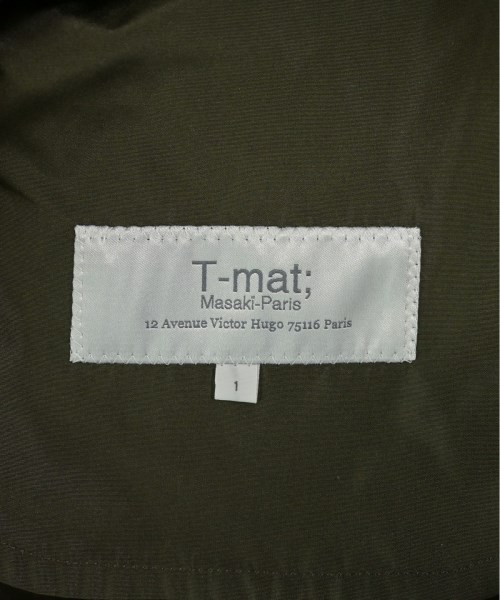 T-mat;
Masaki-Paris
12 Avenue Victor Hugo 75116 Paris
1